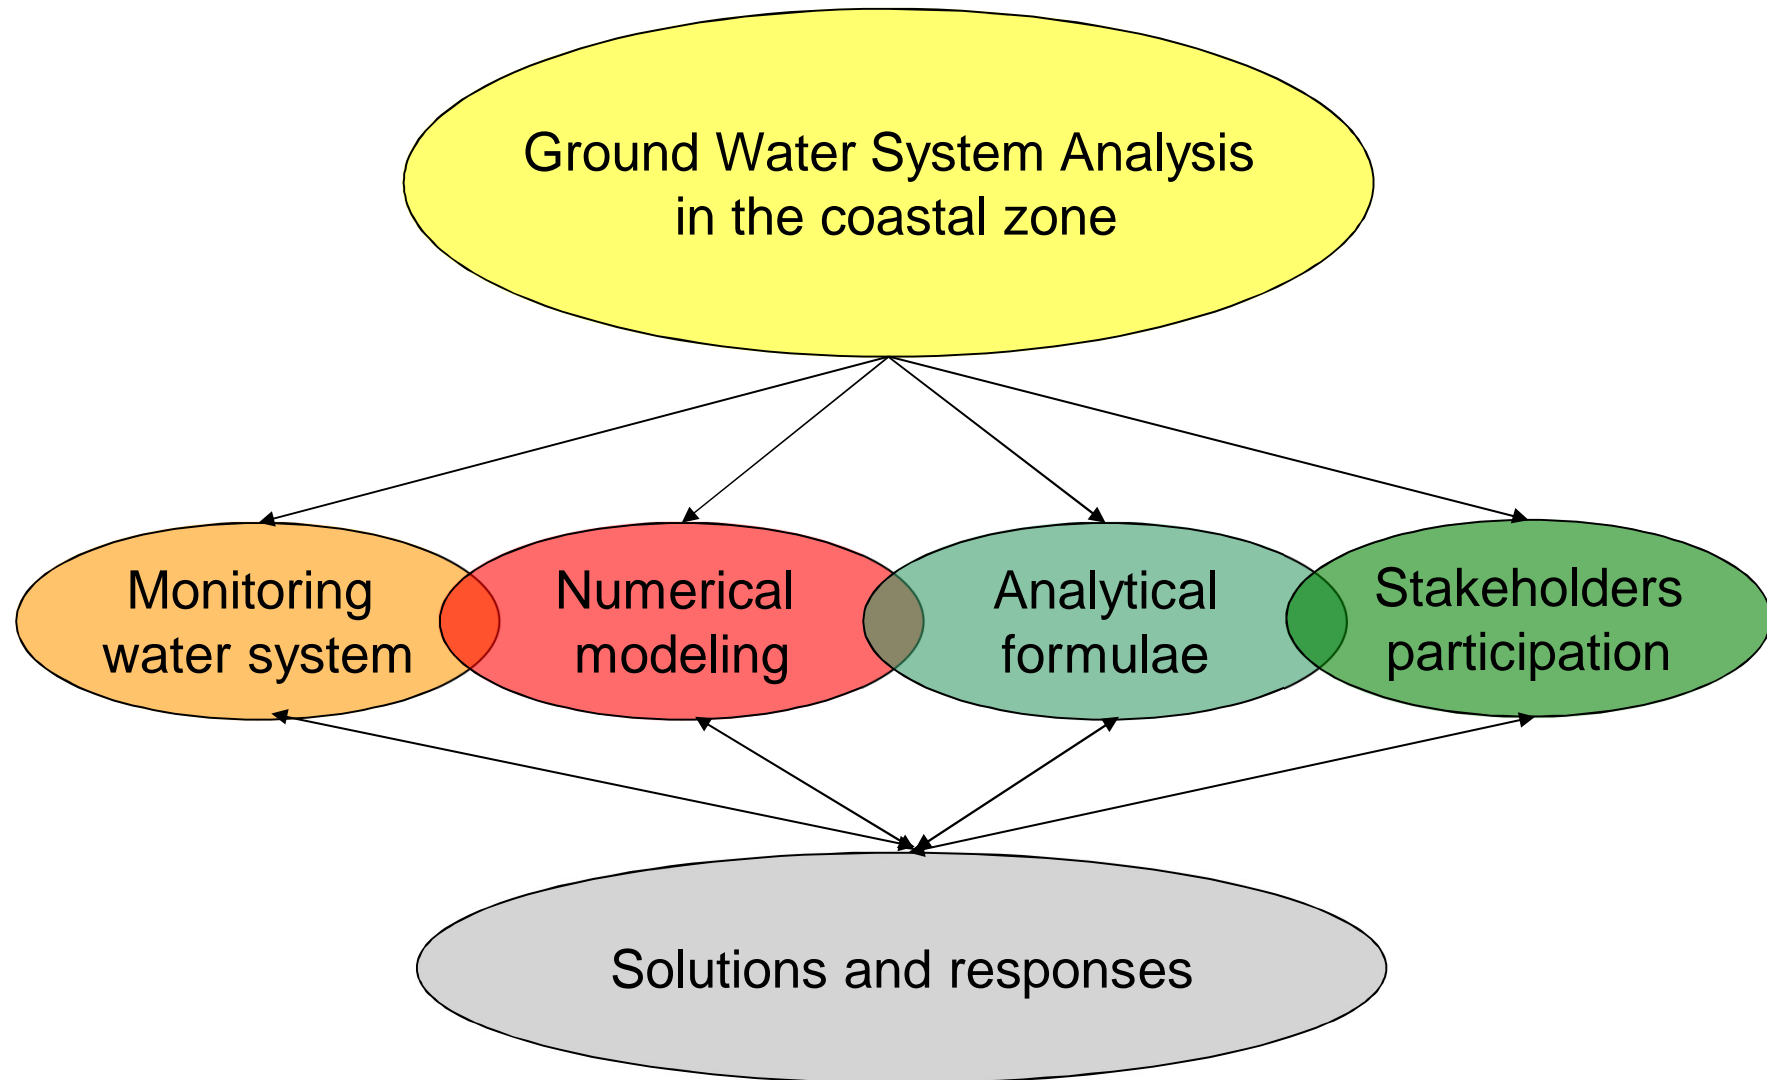 Ground Water System Analysis
in the coastal zone
Monitoring
water system
Numerical
modeling
Analytical
formulae
Stakeholders
participation
Solutions and responses